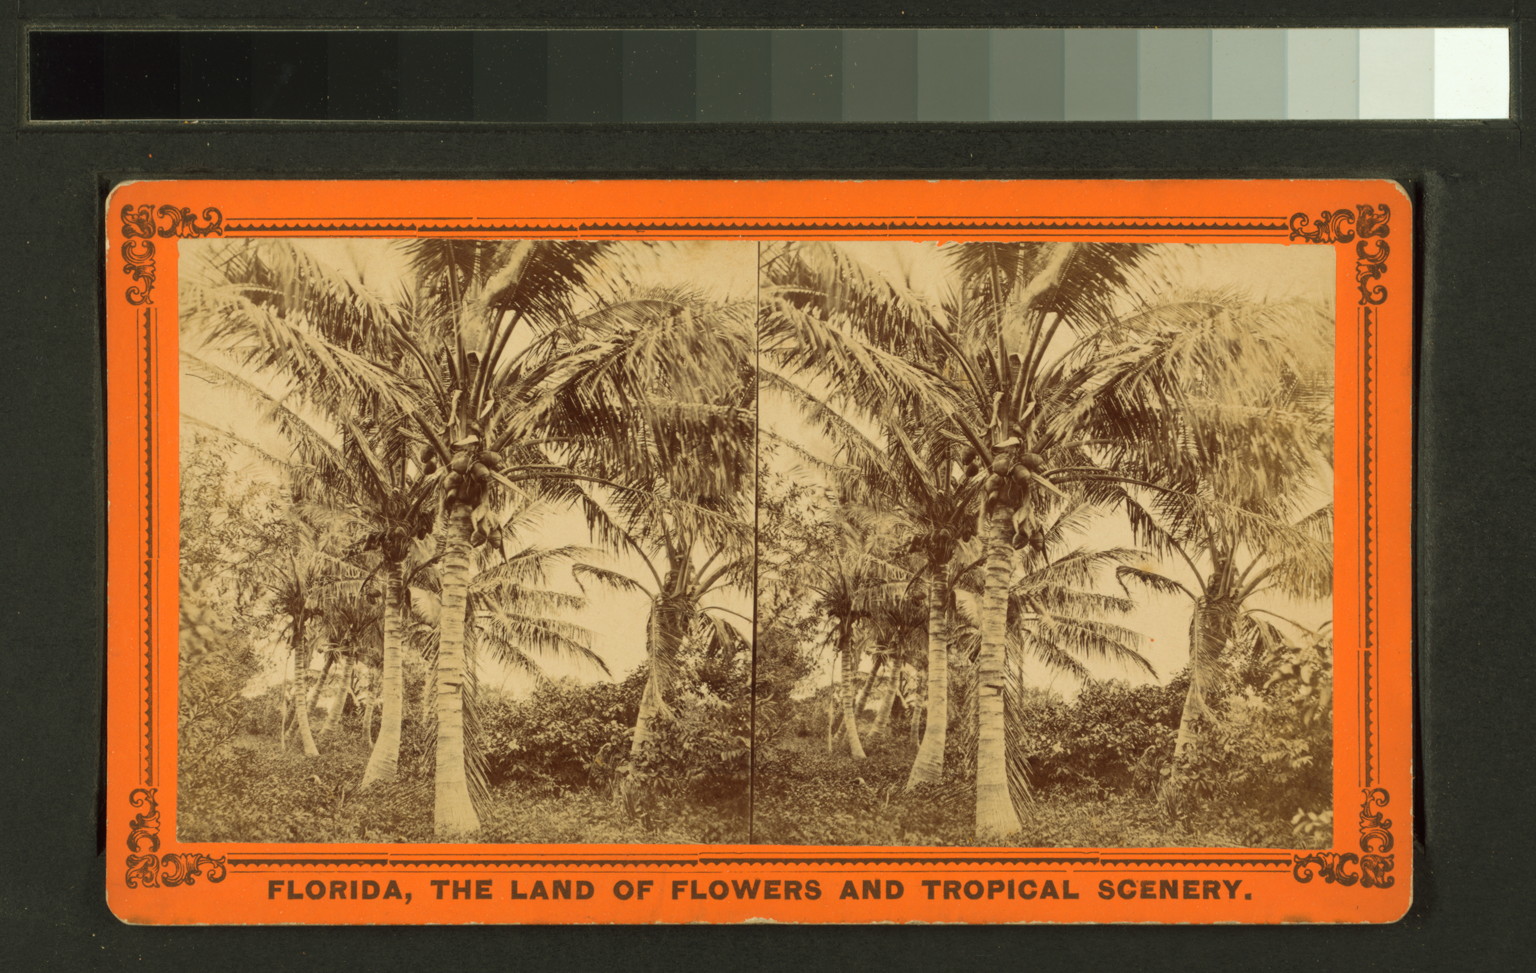 FLORIDA, THE LAND OF FLOWERS AND TROPICAL SCENERY.